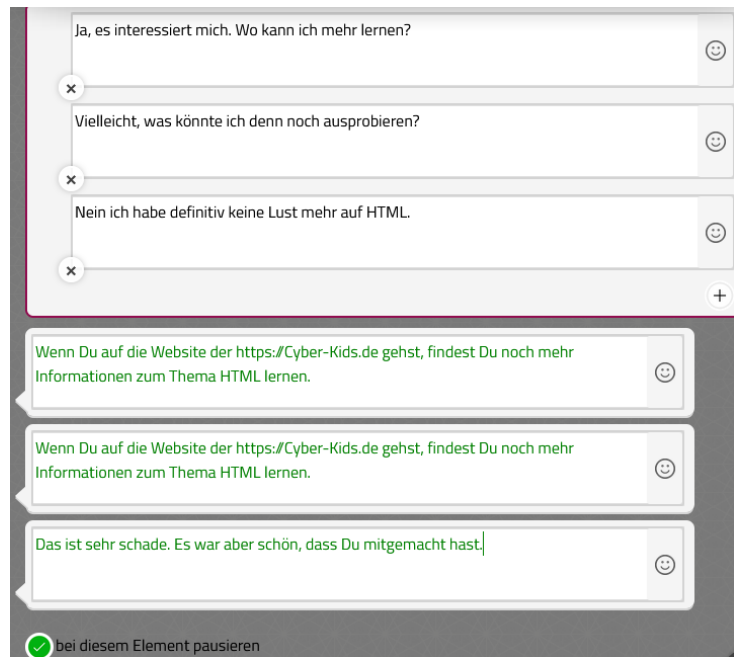 Ja, es interessiert mich. Wo kann ich mehr lernen?
Vielleicht, was könnte ich denn noch ausprobieren?
Nein ich habe definitiv keine Lust mehr auf HTML.
Wenn Du auf die Website der https://Cyber-Kids.de gehst, findest Du noch mehr
Informationen zum Thema HTML lernen.
Wenn Du auf die Website der https://Cyber-Kids.de gehst, findest Du noch mehr
Informationen zum Thema HTML lernen.
Das ist sehr schade. Es war aber schön, dass Du mitgemacht hast.
bei diesem Element pausieren